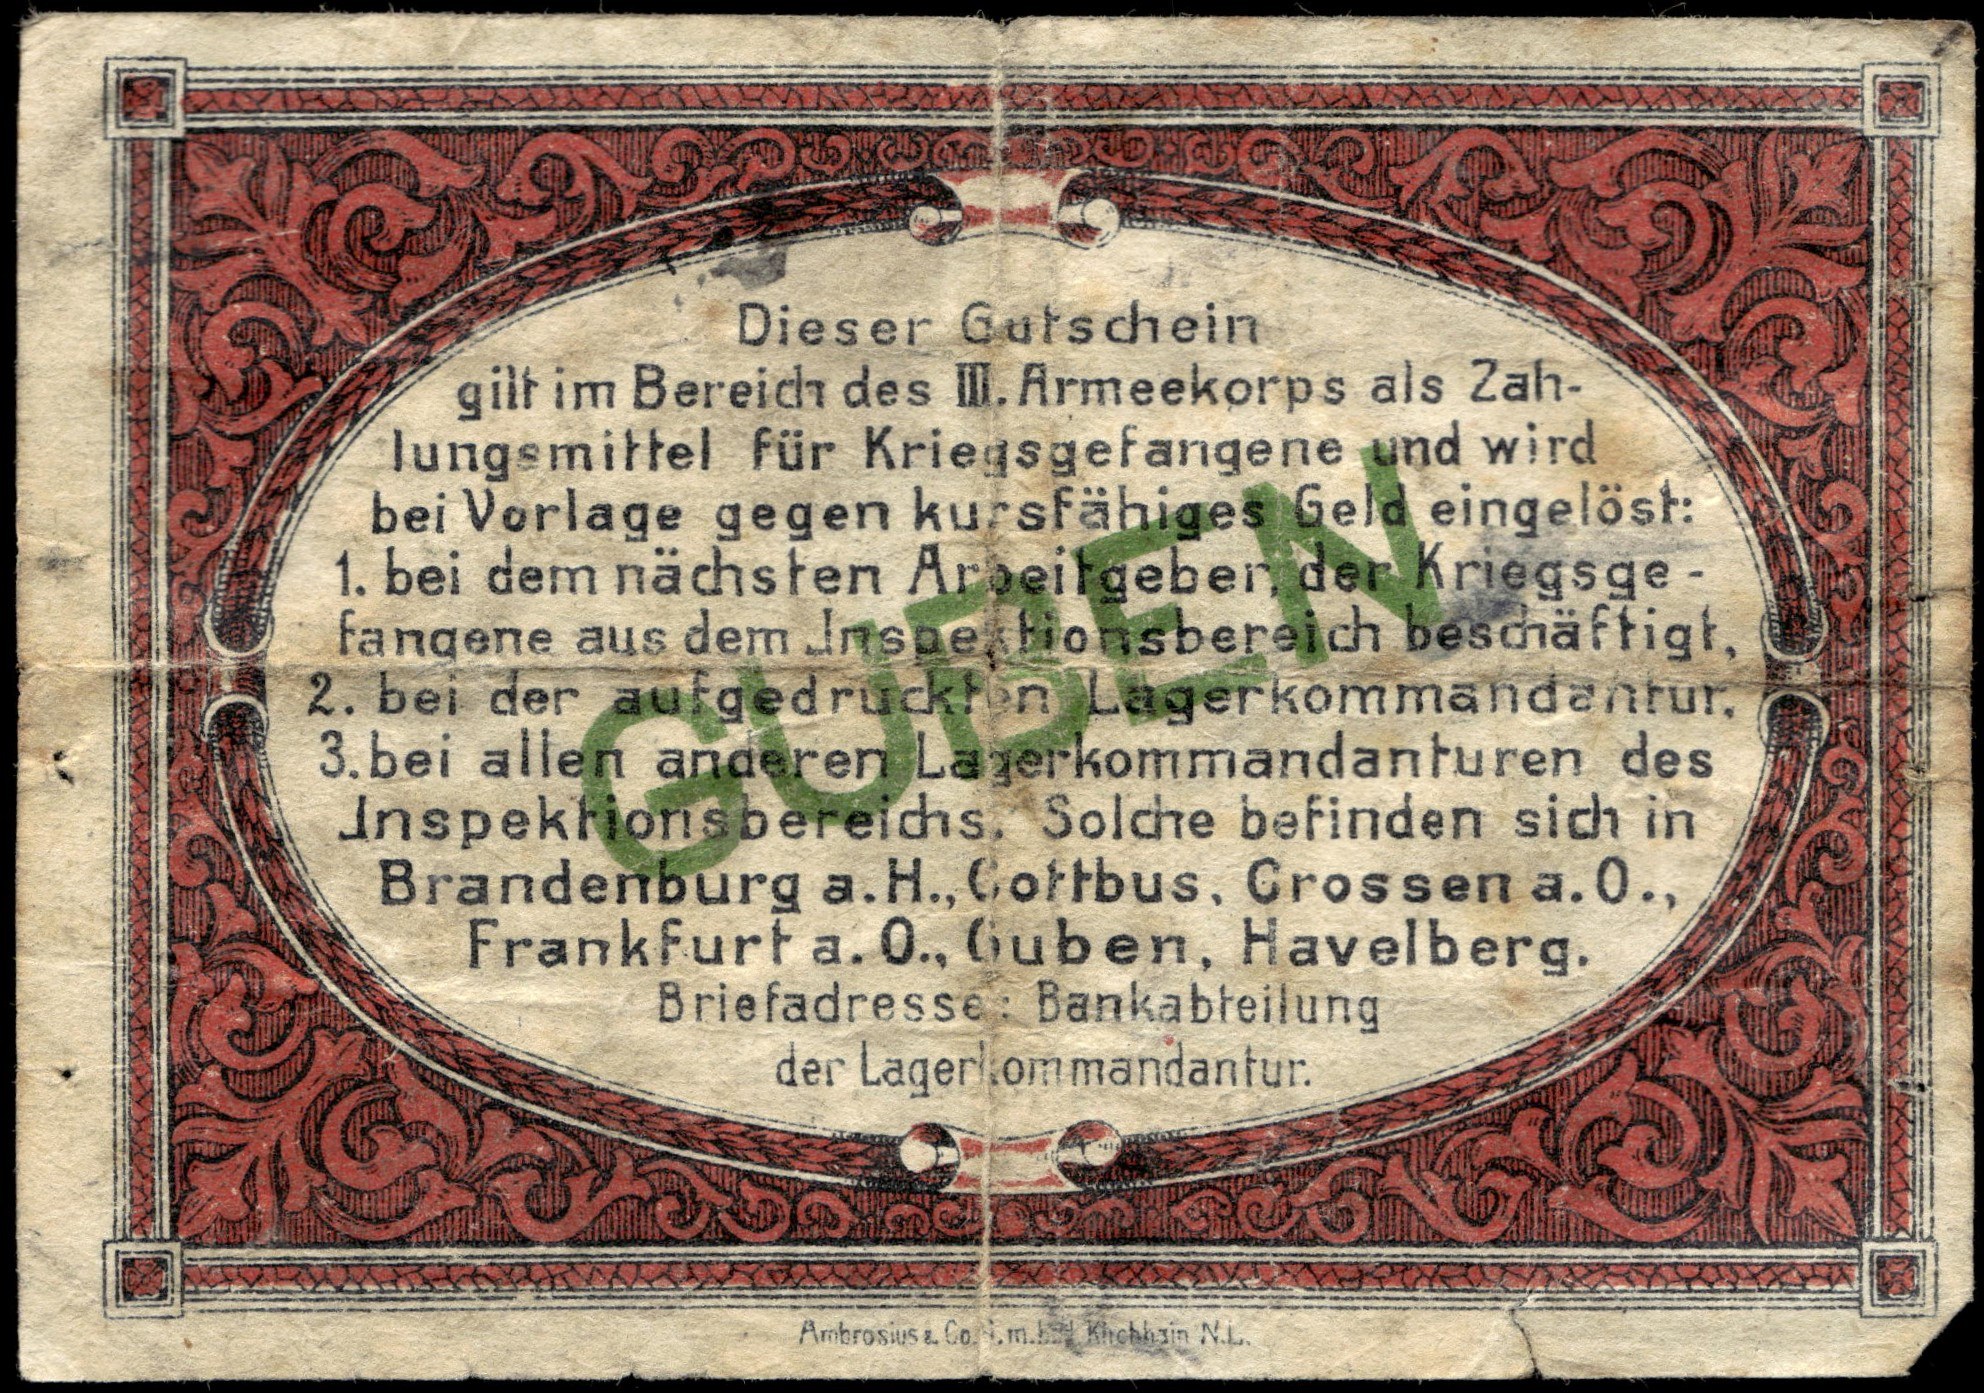 Dieser Gutschein
gilt im Bereich des III. Armeekorps als Zah-
lungsmittel für Kriegsgefangene und wird
bei Vorlage gegen kursfähiges Geld eingelöst:
1. bei dem nächsten Arbeitgeber, der Kriegsge-
fangene aus dem Inspektionsbereich beschäftigt,
2. bei der aufgedruckten Lagerkommandantur,
3. bei allen anderen Lagerkommandanturen des
Inspektionsbereichs. Solche befinden sich in
Brandenburg a. H., Cottbus, Crossen a. O.,
Frankfurt a. O., Guben, Havelberg.
Briefadresse: Bankabteilung
der Lagerkommandantur.
GUBEN
Ambrosius & Co. G.m.b.H. Kirchhain N.L.